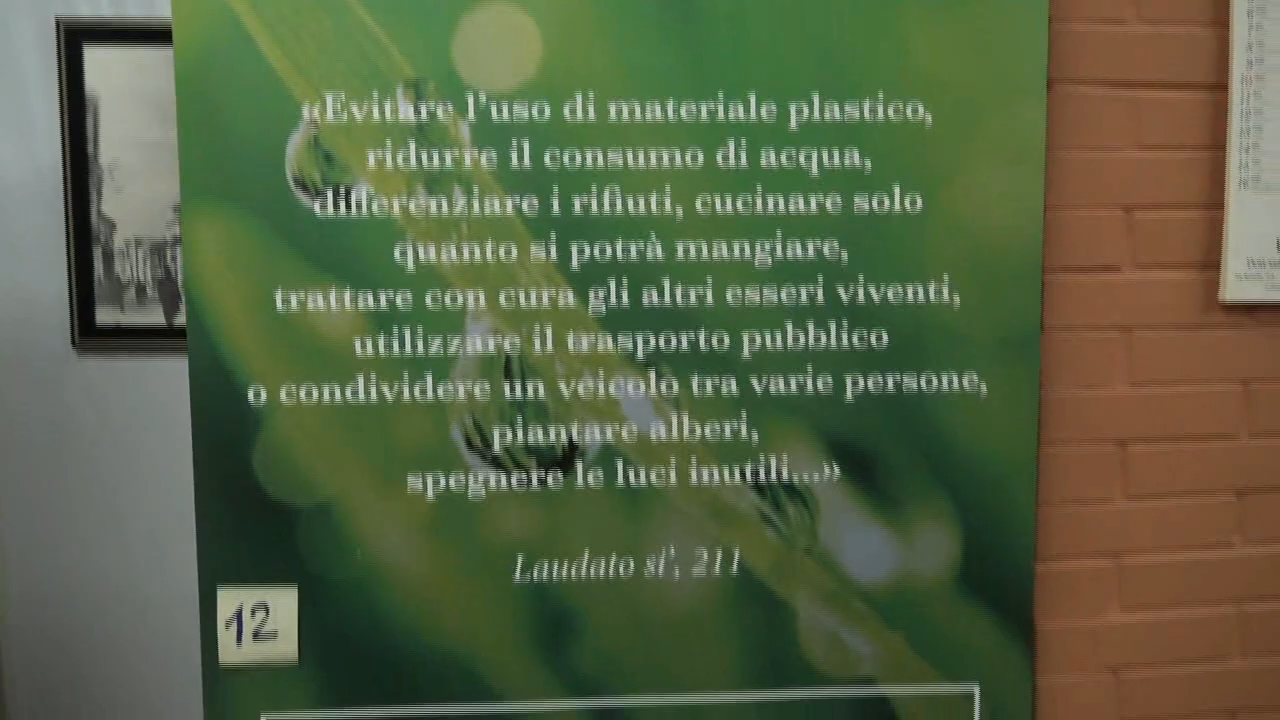 «Evitare l'uso di materiale plastico,
ridurre il consumo di acqua,
differenziare i rifiuti, cucinare solo
quanto si potrà mangiare,
trattare con cura gli altri esseri viventi,
utilizzare il trasporto pubblico
o condividere un veicolo tra varie persone,
piantare alberi,
spegnere le luci inutili...»
Laudato si', 211
12